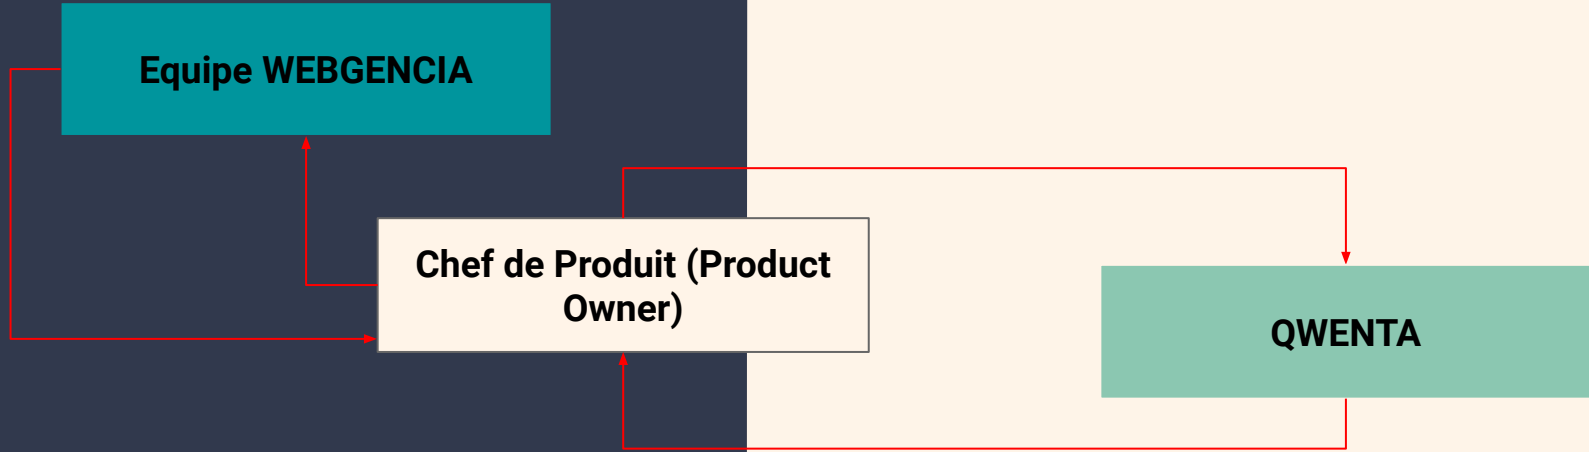 Equipe WEBGENCIA
Chef de Produit (Product
Owner)
QWENTA